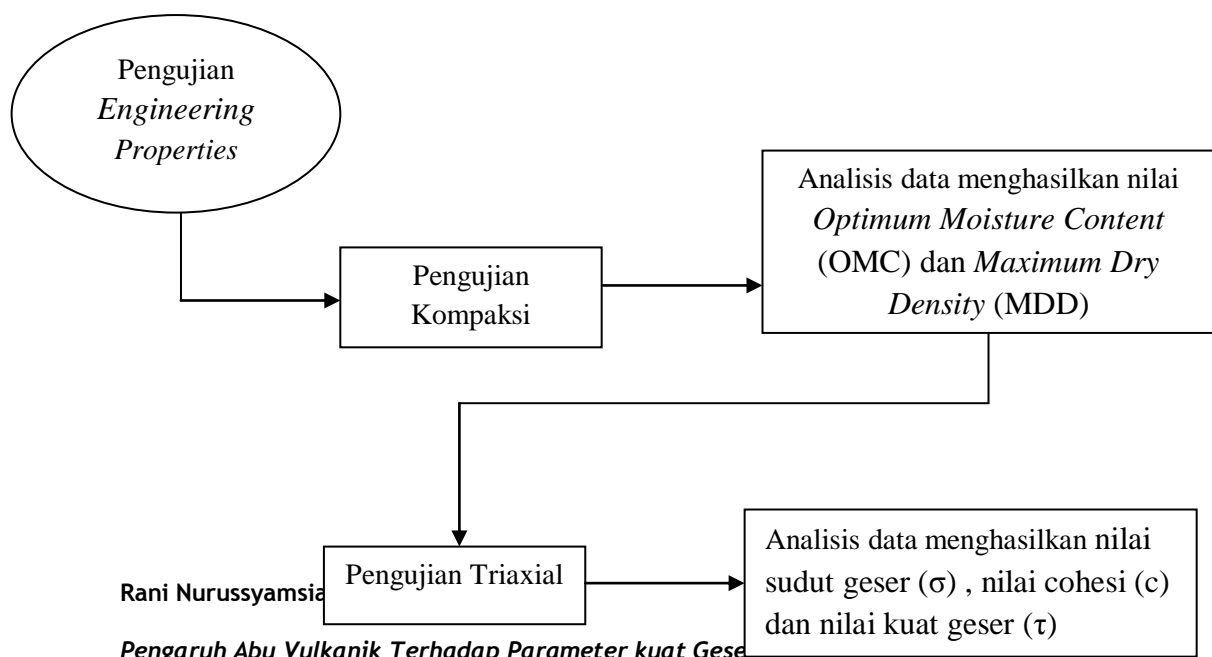 Pengujian
Engineering
Properties
Pengujian
Kompaksi
Analisis data menghasilkan nilai
Optimum Moisture Content
(OMC) dan Maximum Dry
Density (MDD)
Pengujian Triaxial
Analisis data menghasilkan nilai
sudut geser (σ) , nilai cohesi (c)
dan nilai kuat geser (τ)
Rani
Pengaruh Abu Vulkanik Terhadap Parameter kuat